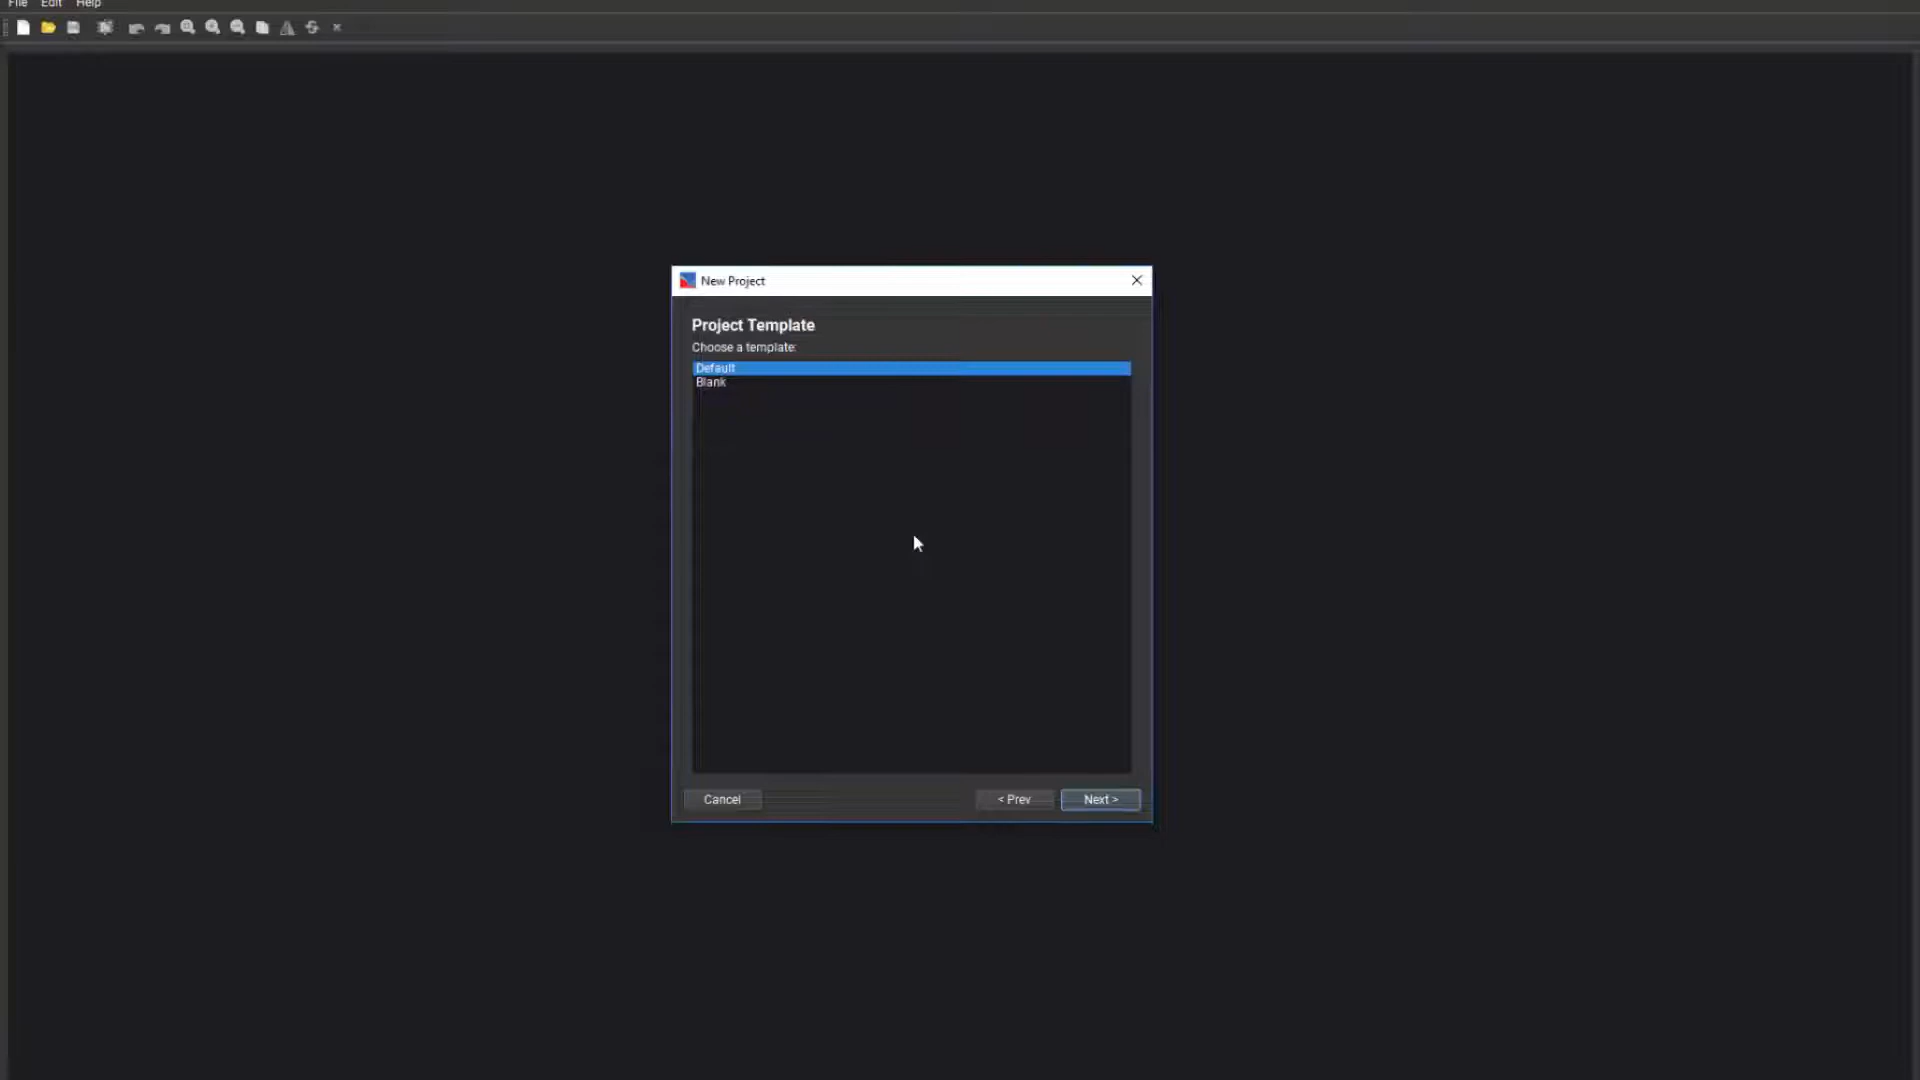 File Edit Help
New Project
Project Template
Choose a template:
Default
Blank
Cancel
< Prev
Next >